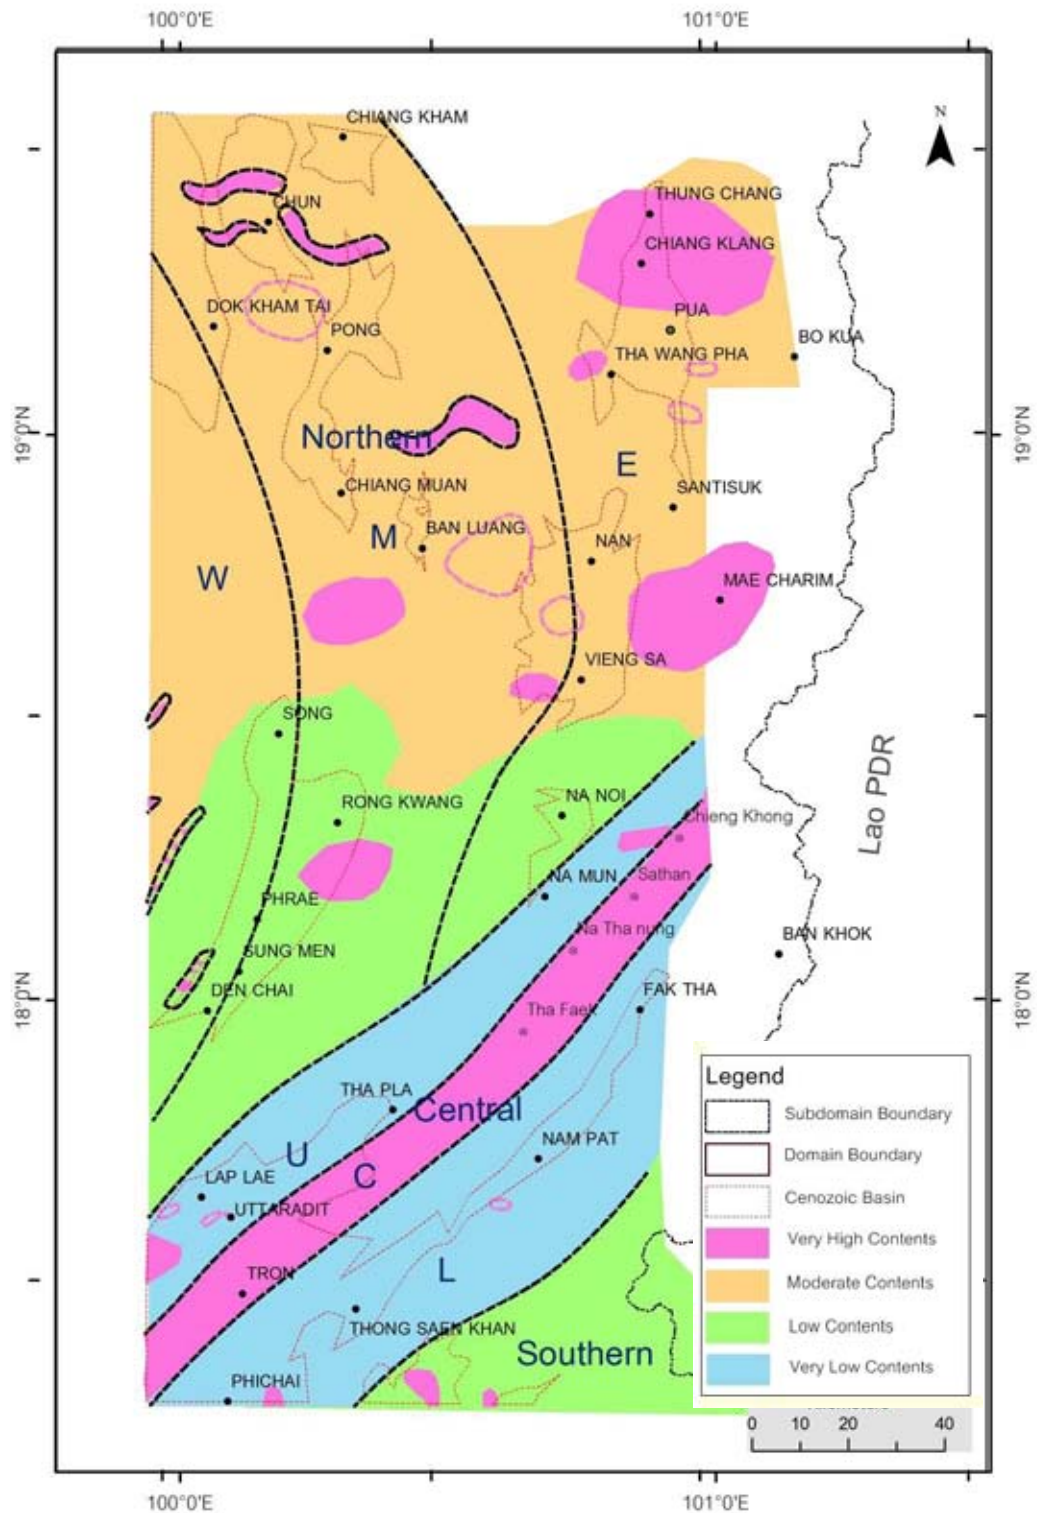 100°0'E 101°0'E
N
CHIANG KHAM
THUNG CHANG
CHUN
CHIANG KLANG
DOK KHAM TAI
PUA
PONG
BO KUA
THA WANG PHA
19°0'N
19°0'N
Northern
E
CHIANG MUAN
SANTISUK
BAN LUANG
M
NAN
W
MAE CHARIM
VIENG SA
SONG
Lao PDR
RONG KWANG
NA NOI
Chieng Khong
NA MUN
Sathan
PHRAE
Na Tha nung
BAN KHOK
SUNG MEN
DEN CHAI
FAK THA
18°0'N
18°0'N
Tha Faek
THA PLA
Central
NAM PAT
U
C
LAP LAE
UTTARADIT
L
TRON
THONG SAEN KHAN
Southern
PHICHAI
Legend
Subdomain Boundary
Domain Boundary
Cenozoic Basin
Very High Contents
Moderate Contents
Low Contents
Very Low Contents
0 10 20 40
100°0'E 101°0'E